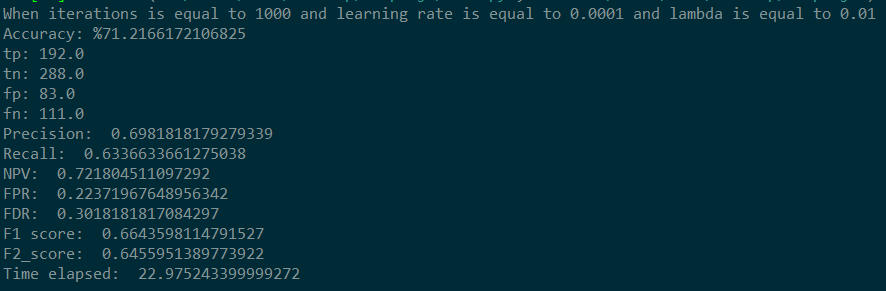 When iterations is equal to 1000 and learning rate is equal to 0.0001 and lambda is equal to 0.01
Accuracy: %71.2166172106825
tp: 192.0
tn: 288.0
fp: 83.0
fn: 111.0
Precision:  0.6981818179279339
Recall:  0.6336633661275038
NPV:  0.721804511097292
FPR:  0.22371967648956342
FDR:  0.3018181817084297
F1 score:  0.6643598114791527
F2_score:  0.6455951389773922
Time elapsed:  22.975243399999272